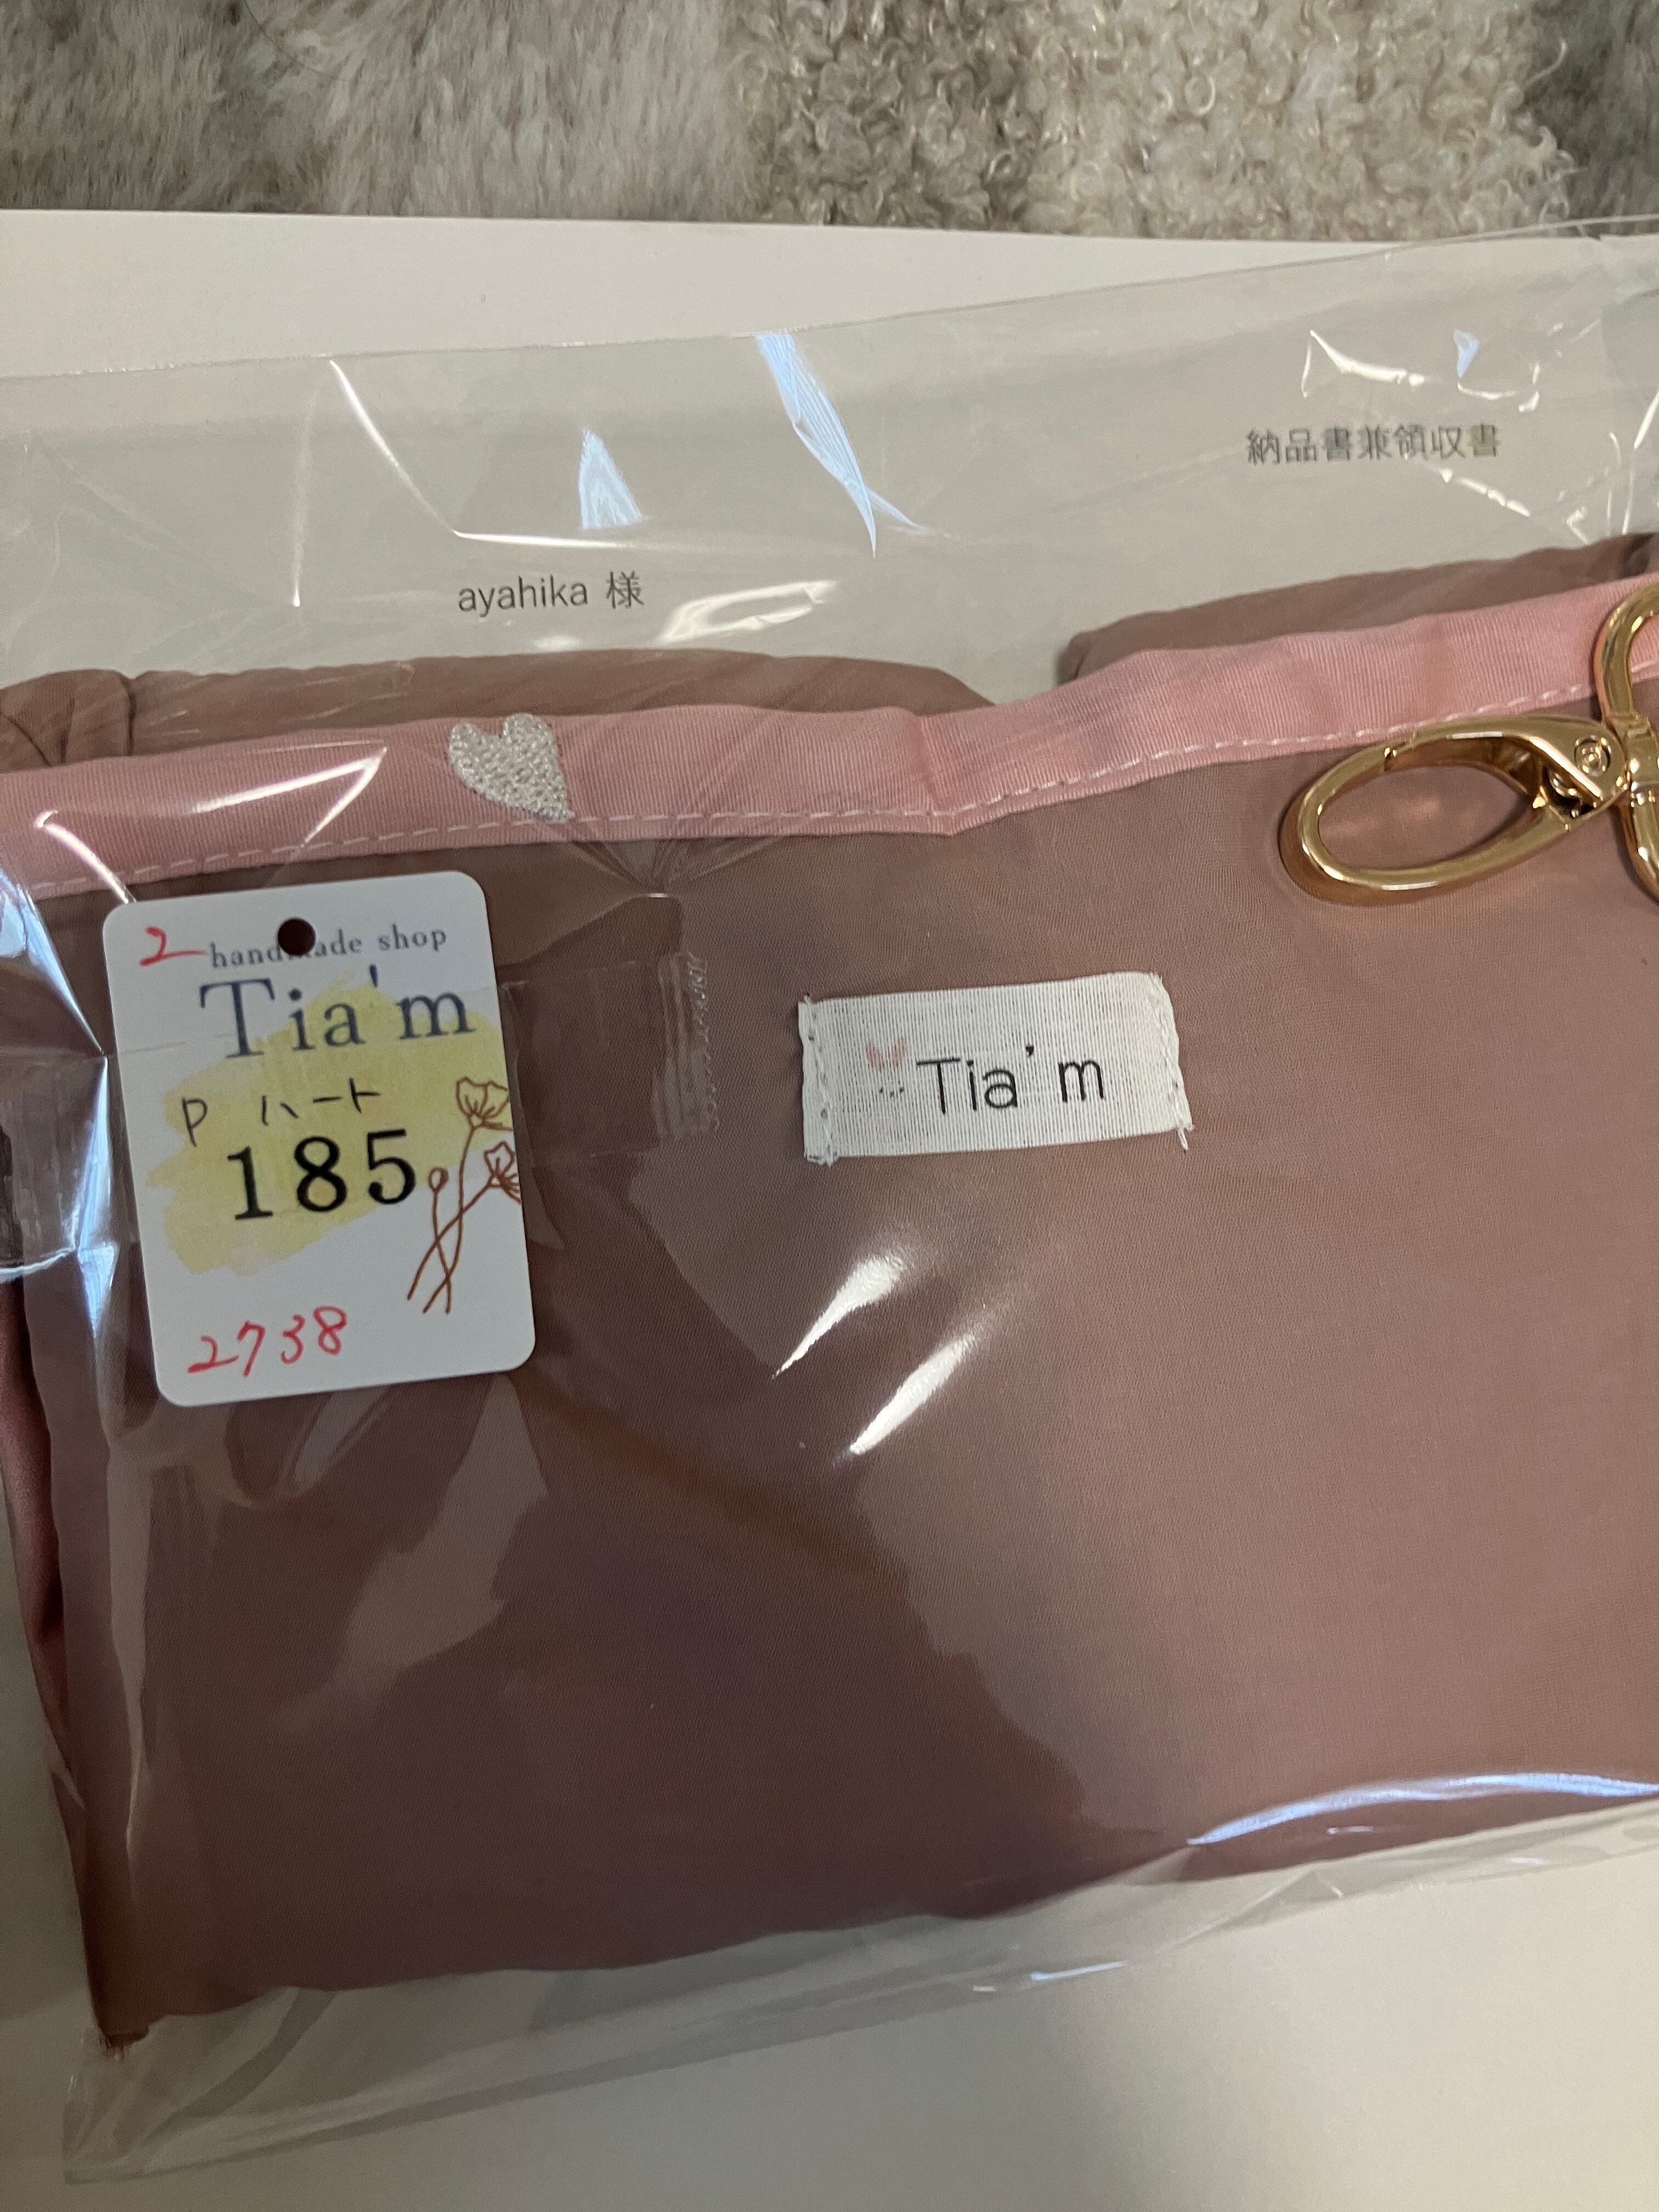 納品書兼領収書
ayahika 様
2
handmade shop
Tia'm
P ハート
185
2738
Tia'm